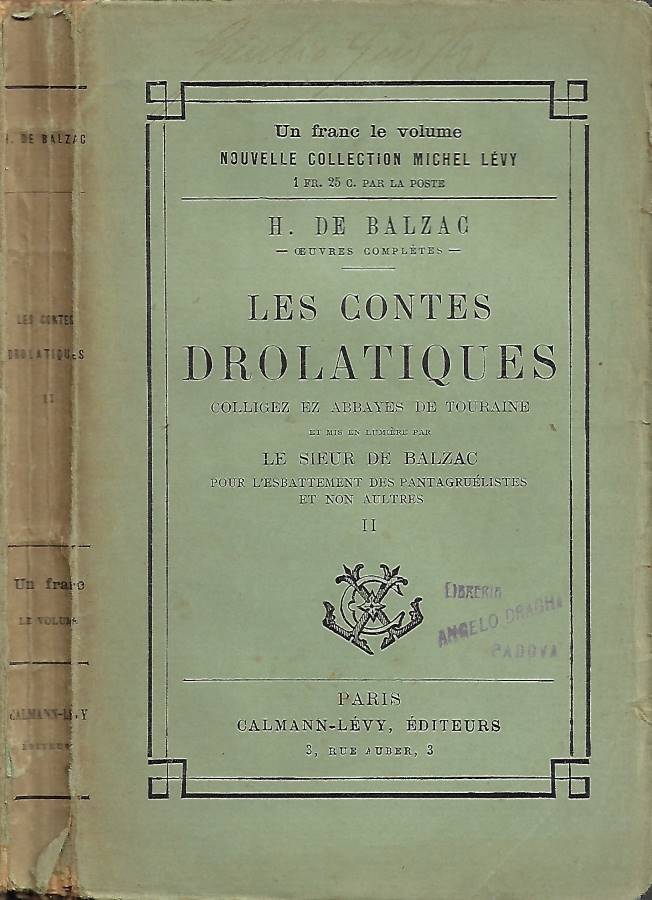 H. DE BALZAC
LES CONTES
DROLATIQUES
II
Un franc
LE VOLUME
CALMANN-LÉVY
ÉDITEURS
Un franc le volume
NOUVELLE COLLECTION MICHEL LÉVY
1 FR. 25 C. PAR LA POSTE
H. DE BALZAC
— ŒUVRES COMPLÈTES —
LES CONTES
DROLATIQUES
COLLIGEZ EZ ABBAYES DE TOURAINE
ET MIS EN LUMIÈRE PAR
LE SIEUR DE BALZAC
POUR L'ESBATTEMENT DES PANTAGRUÉLISTES
ET NON AULTRES
II
LIBRERIA
ANGELO DRAGHI
PADOVA
PARIS
CALMANN-LÉVY, ÉDITEURS
3, RUE AUBER, 3